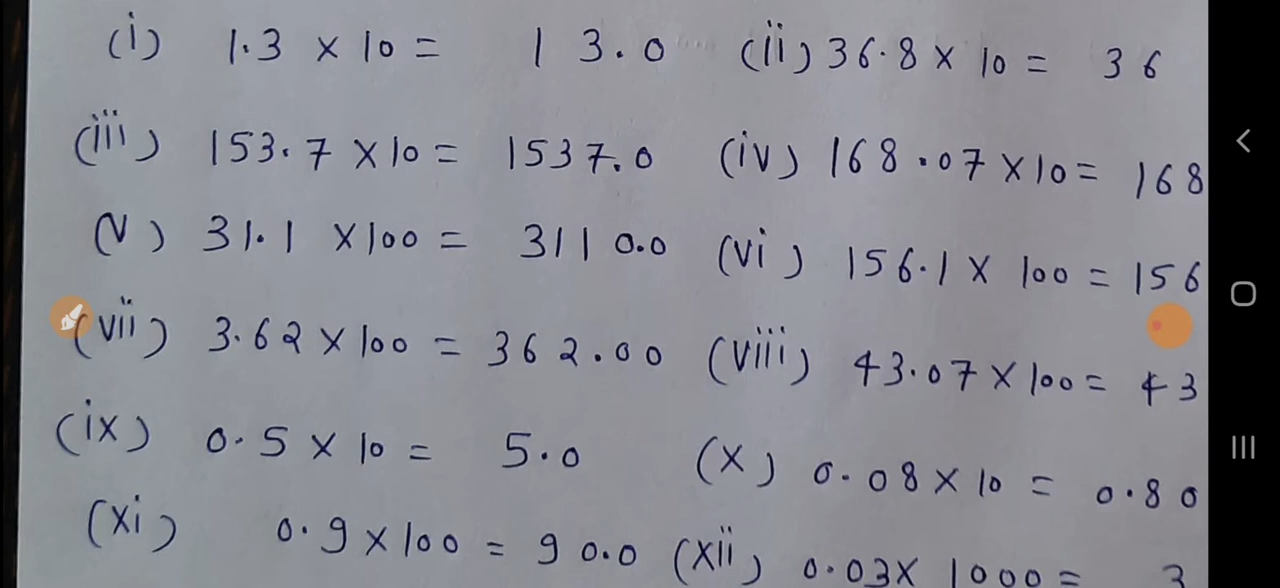 (i) 1.3 × 10 = 13.0 (ii) 36.8 × 10 = 36
(iii) 153.7 × 10 = 1537.0 (iv) 168.07 × 10 = 168
(v) 31.1 × 100 = 3110.0 (vi) 156.1 × 100 = 156
(vii) 3.62 × 100 = 362.00 (viii) 43.07 × 100 = 43
(ix) 0.5 × 10 = 5.0 (x) 0.08 × 10 = 0.80
(xi) 0.9 × 100 = 90.0 (xii) 0.03 × 1000 = 3